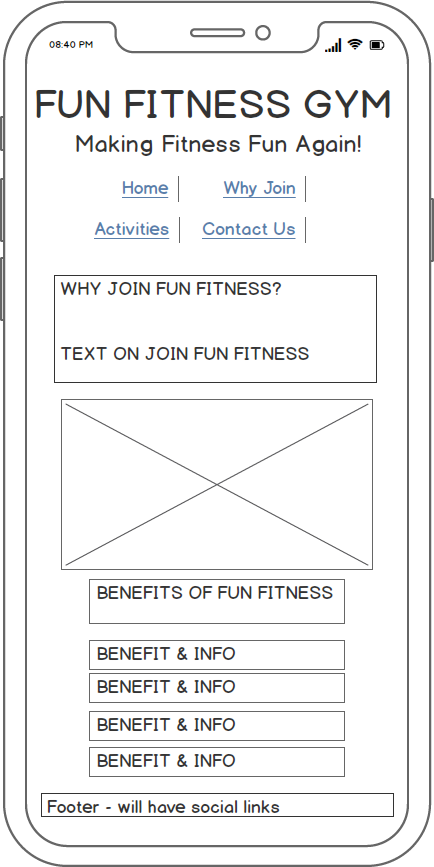 08:40 PM
FUN FITNESS GYM
Making Fitness Fun Again!
Home Why Join
Activities Contact Us
WHY JOIN FUN FITNESS?
TEXT ON JOIN FUN FITNESS
BENEFITS OF FUN FITNESS
BENEFIT & INFO
BENEFIT & INFO
BENEFIT & INFO
BENEFIT & INFO
Footer - will have social links